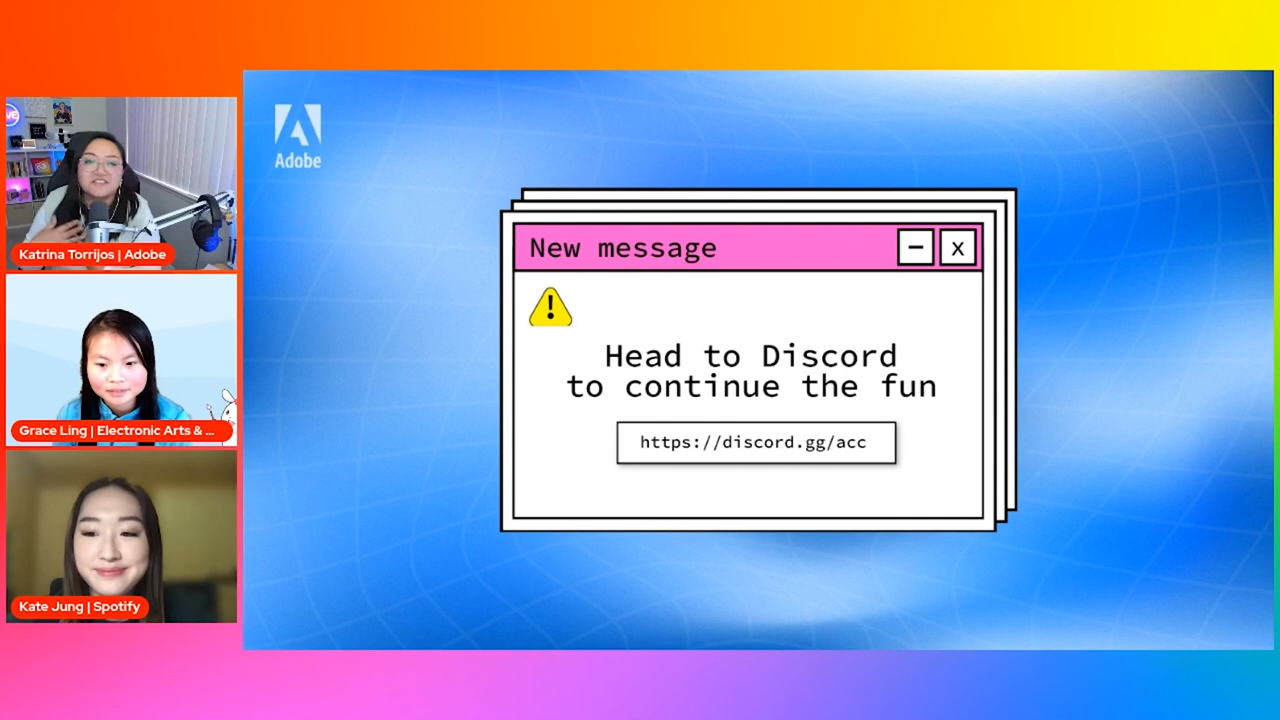 Adobe
New message
Head to Discord
to continue the fun
https://discord.gg/acc
Katrina Torrijos | Adobe
Grace Ling | Electronic Arts & ...
Kate Jung | Spotify